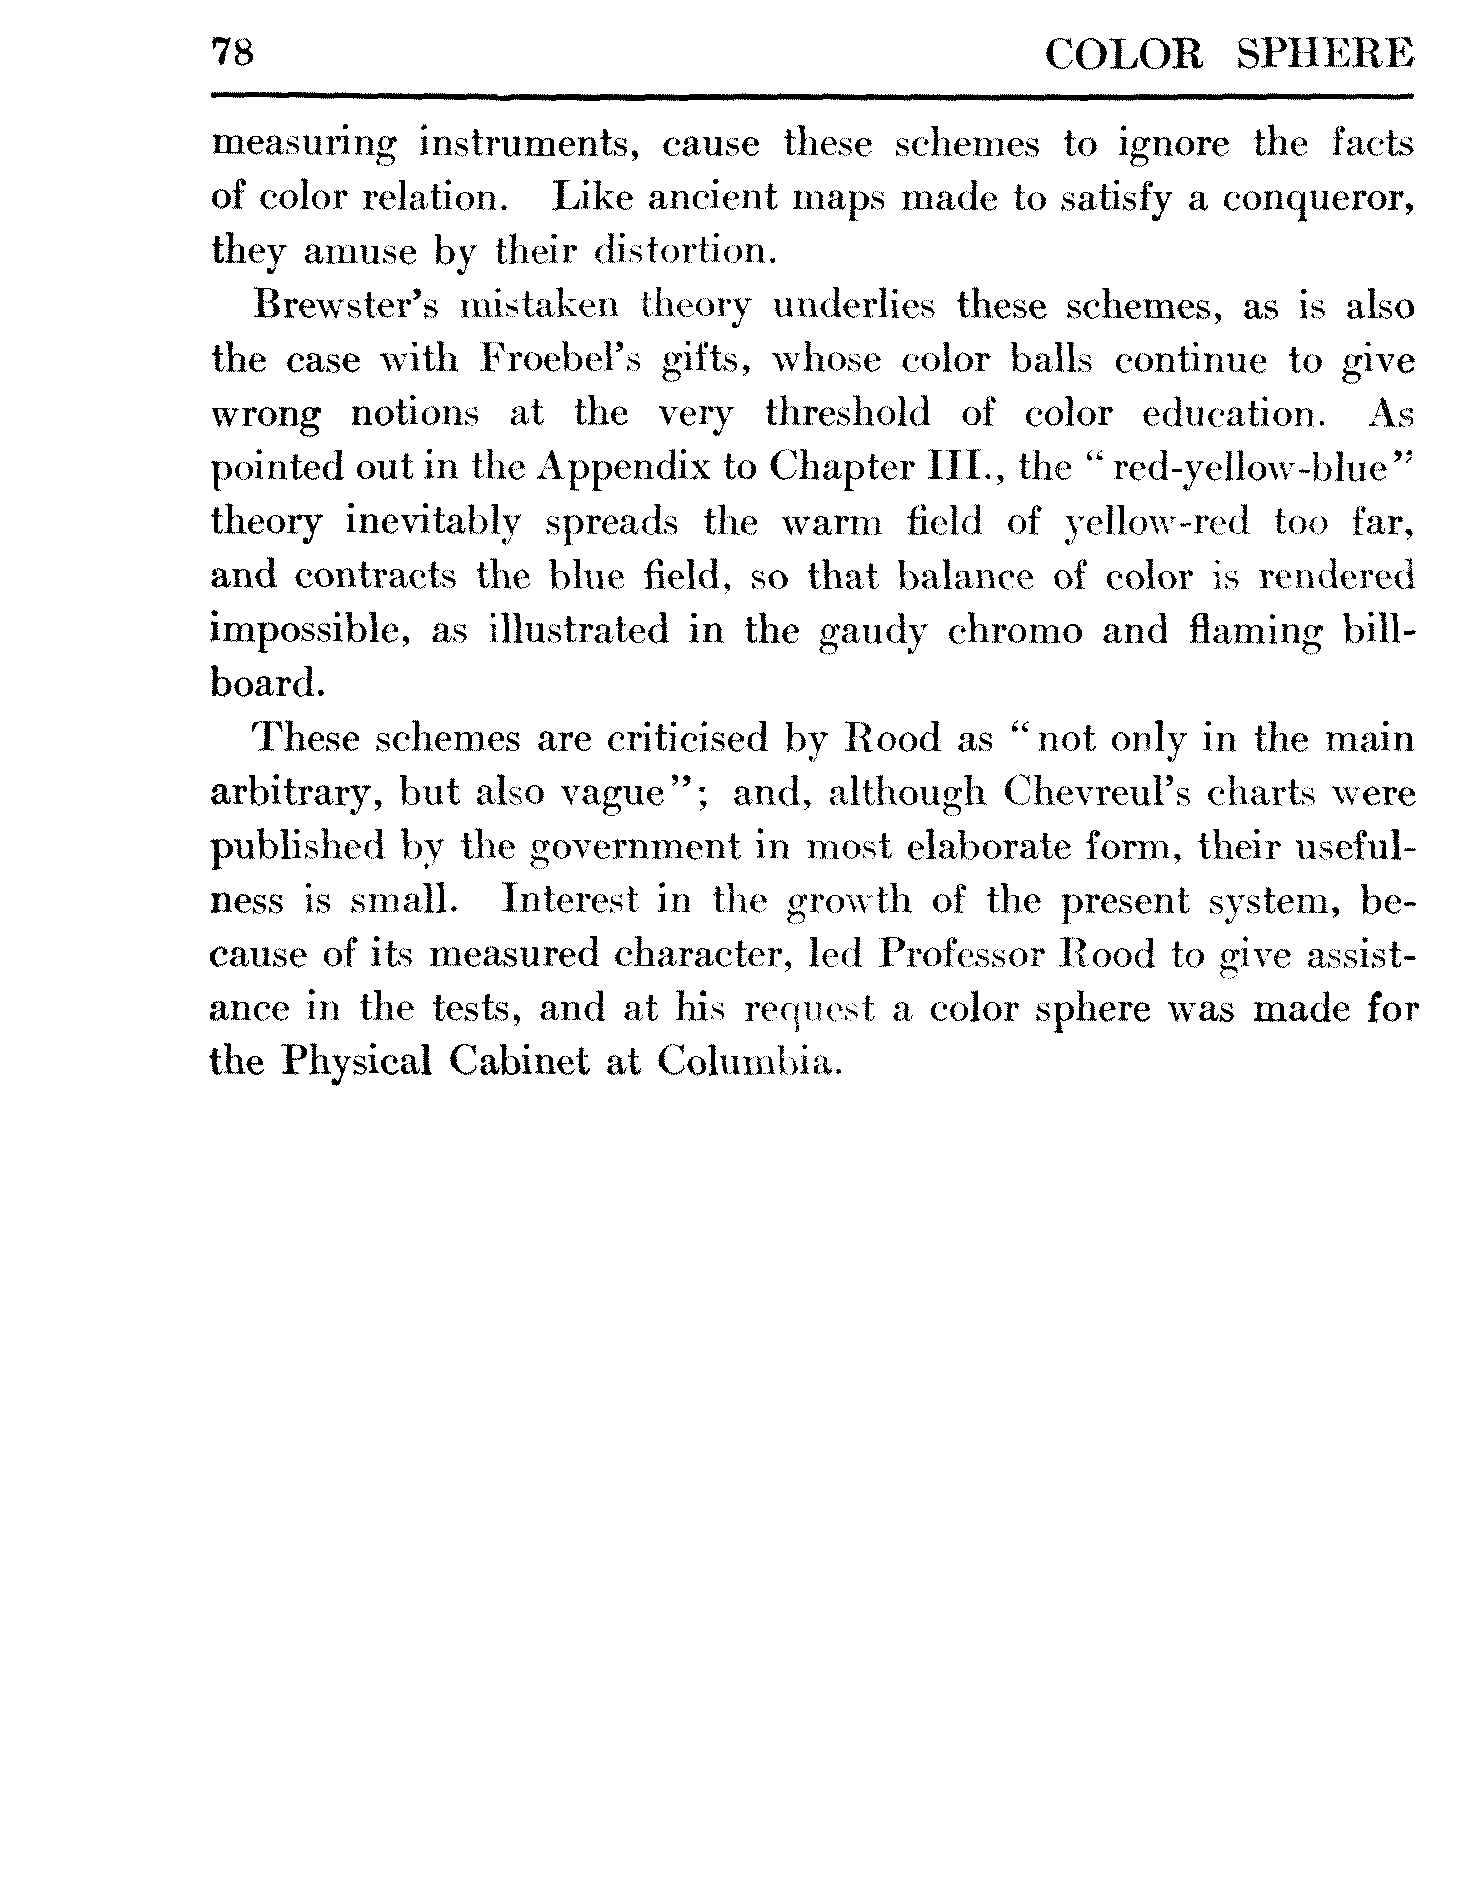 78 COLOR SPHERE
measuring instruments, cause these schemes to ignore the facts
of color relation. Like ancient maps made to satisfy a conqueror,
they amuse by their distortion.
Brewster's mistaken theory underlies these schemes, as is also
the case with Froebel's gifts, whose color balls continue to give
wrong notions at the very threshold of color education. As
pointed out in the Appendix to Chapter III., the "red-yellow-blue"
theory inevitably spreads the warm field of yellow-red too far,
and contracts the blue field, so that balance of color is rendered
impossible, as illustrated in the gaudy chromo and flaming bill-
board.
These schemes are criticised by Rood as "not only in the main
arbitrary, but also vague"; and, although Chevreul's charts were
published by the government in most elaborate form, their useful-
ness is small. Interest in the growth of the present system, be-
cause of its measured character, led Professor Rood to give assist-
ance in the tests, and at his request a color sphere was made for
the Physical Cabinet at Columbia.